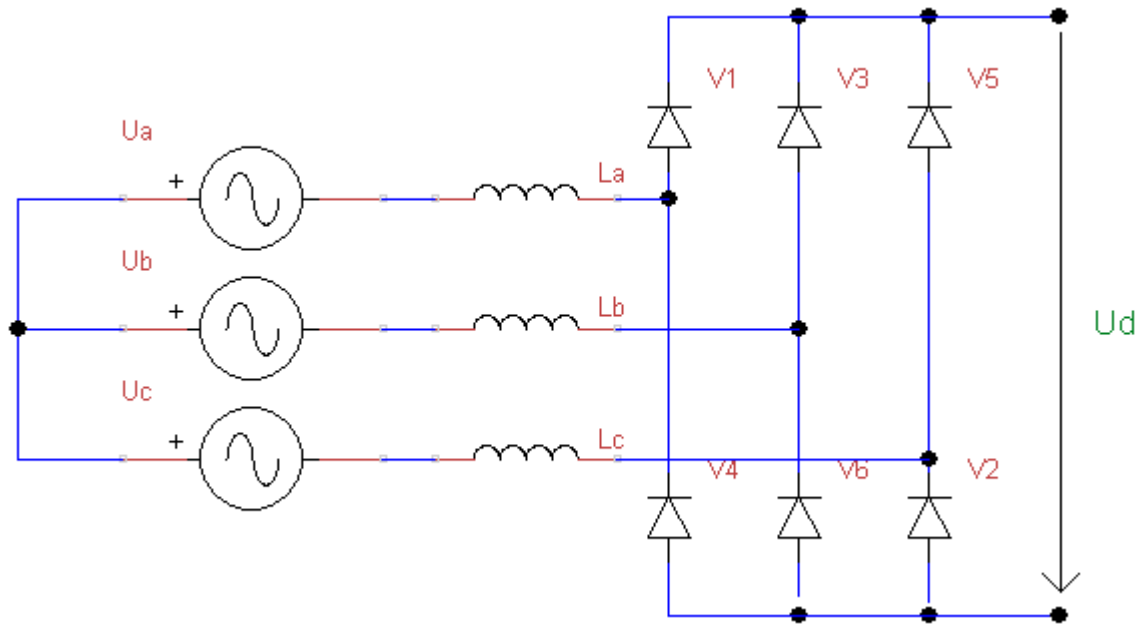 V1 V3 V5
Ua
+
La
Ub
+
Lb
Ud
Uc
+
Lc
V4 V6 V2